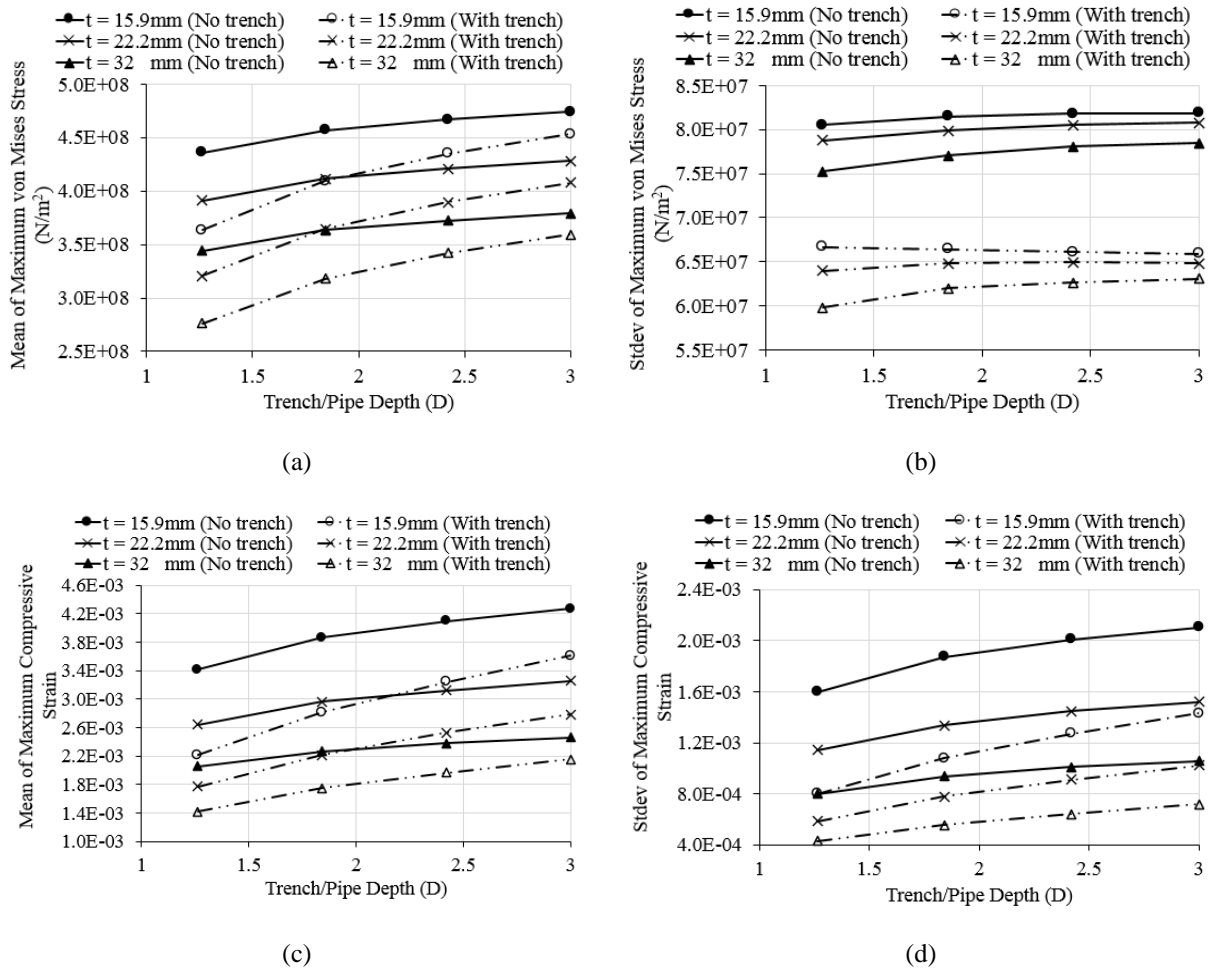 t = 15.9mm (No trench) t = 15.9mm (With trench)
t = 22.2mm (No trench) t = 22.2mm (With trench)
t = 32 mm (No trench) t = 32 mm (With trench)
Mean of Maximum von Mises Stress
(N/m²)
5.0E+08
4.5E+08
4.0E+08
3.5E+08
3.0E+08
2.5E+08
1 1.5 2 2.5 3
Trench/Pipe Depth (D)
(a)
t = 15.9mm (No trench) t = 15.9mm (With trench)
t = 22.2mm (No trench) t = 22.2mm (With trench)
t = 32 mm (No trench) t = 32 mm (With trench)
Stdev of Maximum von Mises Stress
(N/m²)
8.5E+07
8.0E+07
7.5E+07
7.0E+07
6.5E+07
6.0E+07
5.5E+07
1 1.5 2 2.5 3
Trench/Pipe Depth (D)
(b)
t = 15.9mm (No trench) t = 15.9mm (With trench)
t = 22.2mm (No trench) t = 22.2mm (With trench)
t = 32 mm (No trench) t = 32 mm (With trench)
Mean of Maximum Compressive
Strain
4.6E-03
4.2E-03
3.8E-03
3.4E-03
3.0E-03
2.6E-03
2.2E-03
1.8E-03
1.4E-03
1.0E-03
1 1.5 2 2.5 3
Trench/Pipe Depth (D)
(c)
t = 15.9mm (No trench) t = 15.9mm (With trench)
t = 22.2mm (No trench) t = 22.2mm (With trench)
t = 32 mm (No trench) t = 32 mm (With trench)
Stdev of Maximum Compressive
Strain
2.4E-03
2.0E-03
1.6E-03
1.2E-03
8.0E-04
4.0E-04
1 1.5 2 2.5 3
Trench/Pipe Depth (D)
(d)